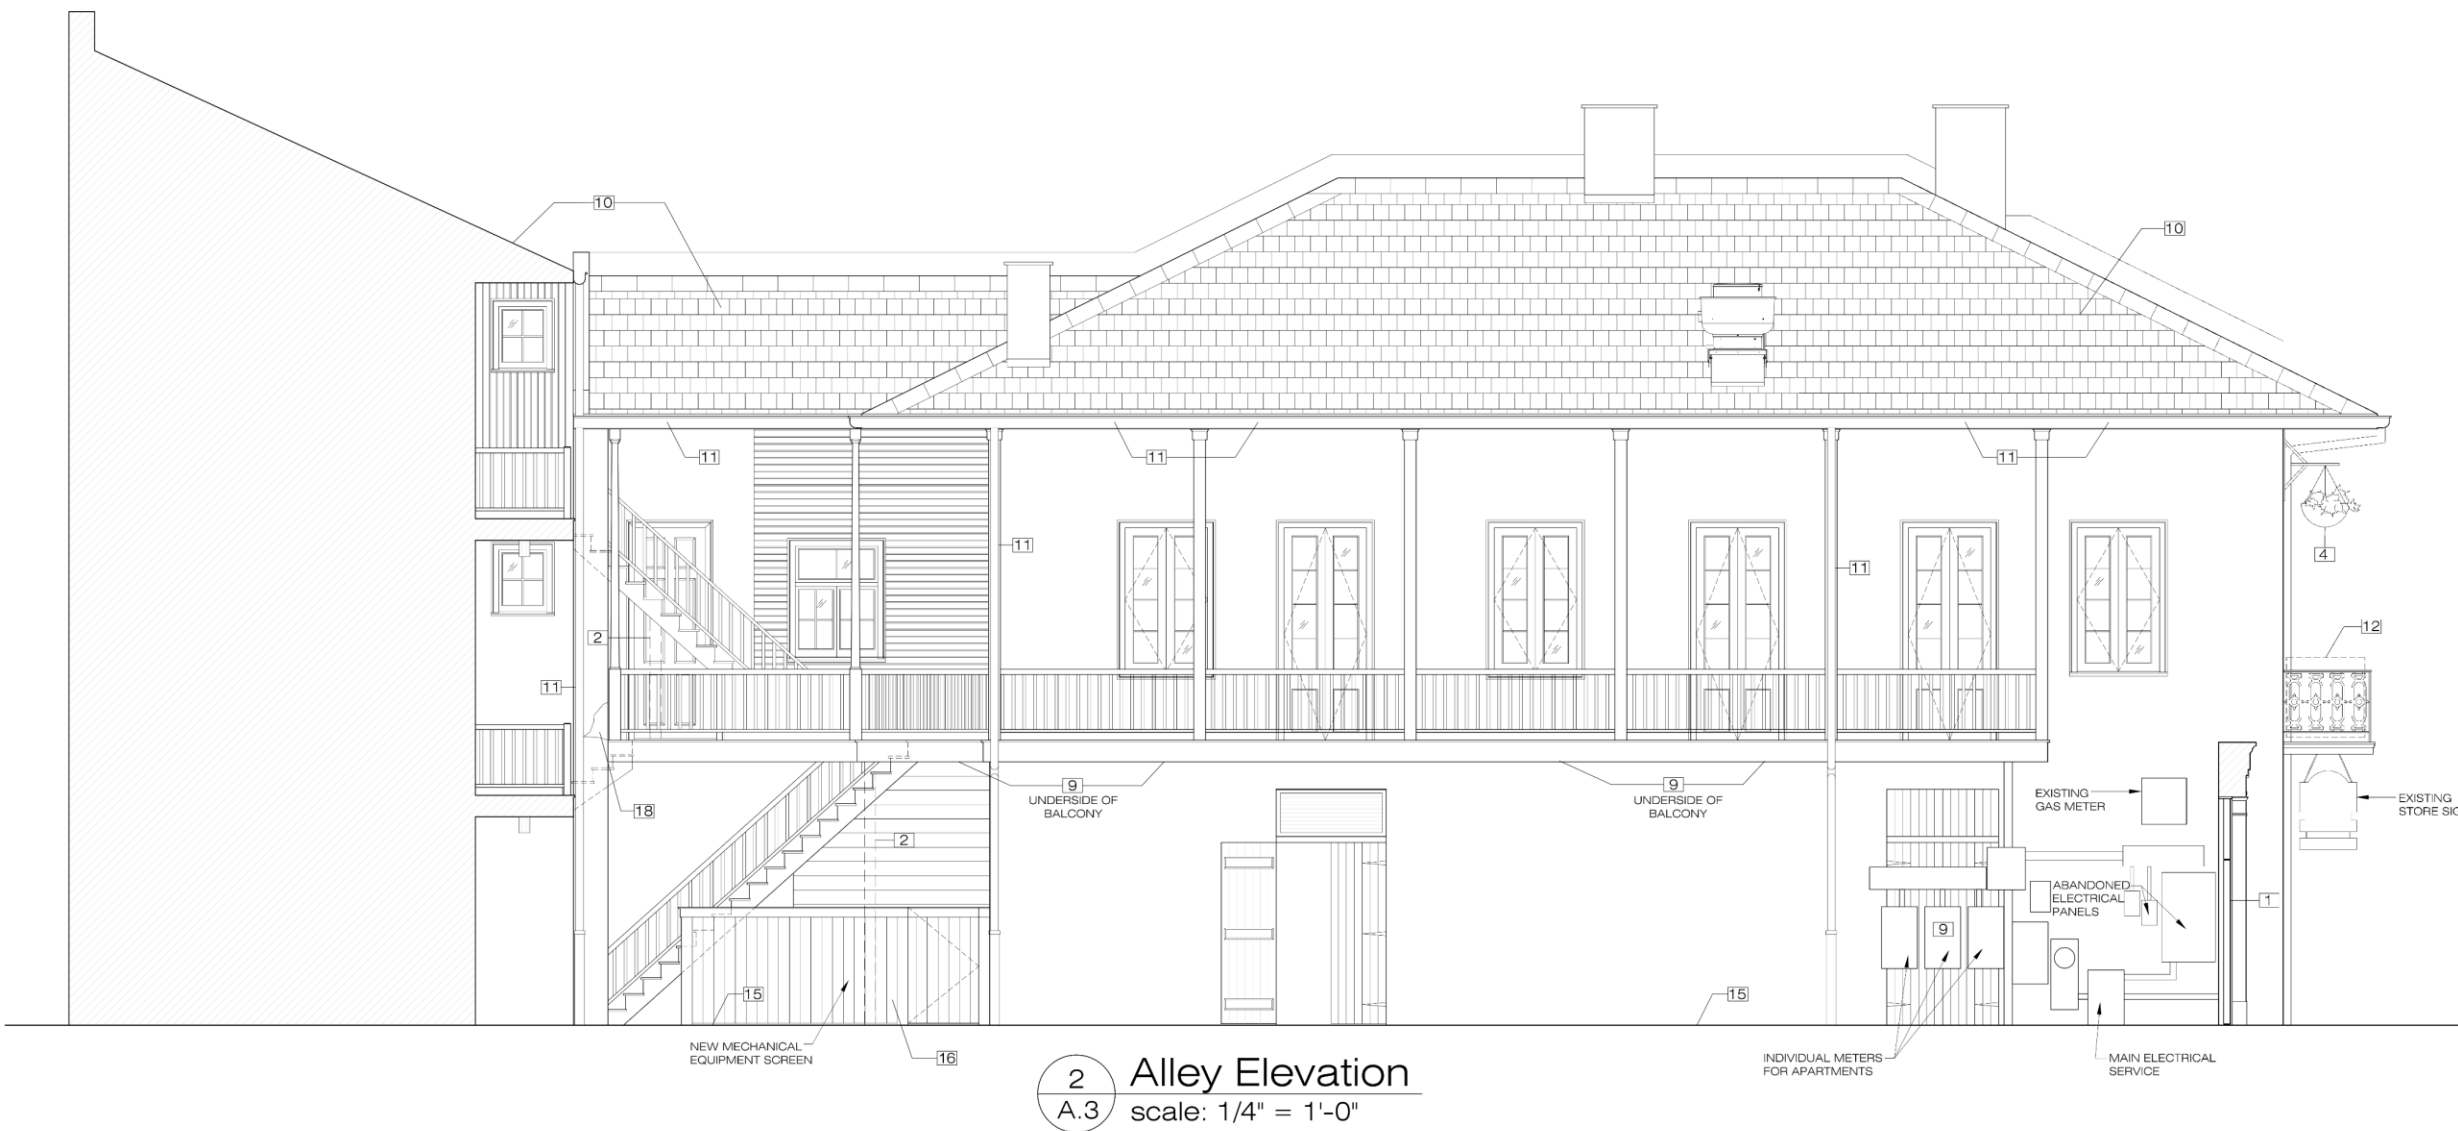 10
10
11
11
11
4
11
11
2
12
11
9
UNDERSIDE OF
BALCONY
9
UNDERSIDE OF
BALCONY
EXISTING
GAS METER
EXISTING
STORE
18
2
ABANDONED
ELECTRICAL
PANELS
1
9
15
15
NEW MECHANICAL
EQUIPMENT SCREEN
16
INDIVIDUAL METERS
FOR APARTMENTS
MAIN ELECTRICAL
SERVICE
2
A.3
Alley Elevation
scale: 1/4" = 1'-0"